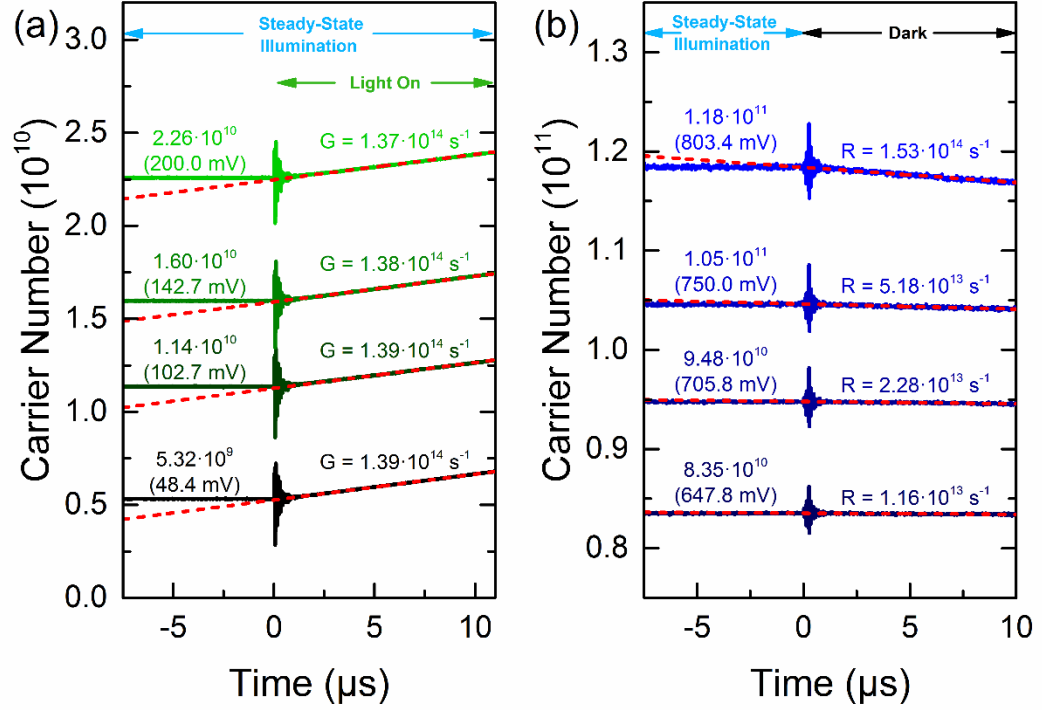 (a)
Steady-State
Illumination
Light On
2.26·10¹⁰
(200.0 mV)
G = 1.37·10¹⁴ s⁻¹
1.60·10¹⁰
(142.7 mV)
G = 1.38·10¹⁴ s⁻¹
1.14·10¹⁰
(102.7 mV)
G = 1.39·10¹⁴ s⁻¹
5.32·10⁹
(48.4 mV)
G = 1.39·10¹⁴ s⁻¹
Carrier Number (10¹⁰)
3.0
2.5
2.0
1.5
1.0
0.5
0.0
-5 0 5 10
Time (µs)
(b)
Steady-State
Illumination
Dark
1.18·10¹¹
(803.4 mV)
R = 1.53·10¹⁴ s⁻¹
1.05·10¹¹
(750.0 mV)
R = 5.18·10¹³ s⁻¹
9.48·10¹⁰
(705.8 mV)
R = 2.28·10¹³ s⁻¹
8.35·10¹⁰
(647.8 mV)
R = 1.16·10¹³ s⁻¹
Carrier Number (10¹¹)
1.3
1.2
1.1
1.0
0.9
0.8
-5 0 5 10
Time (µs)